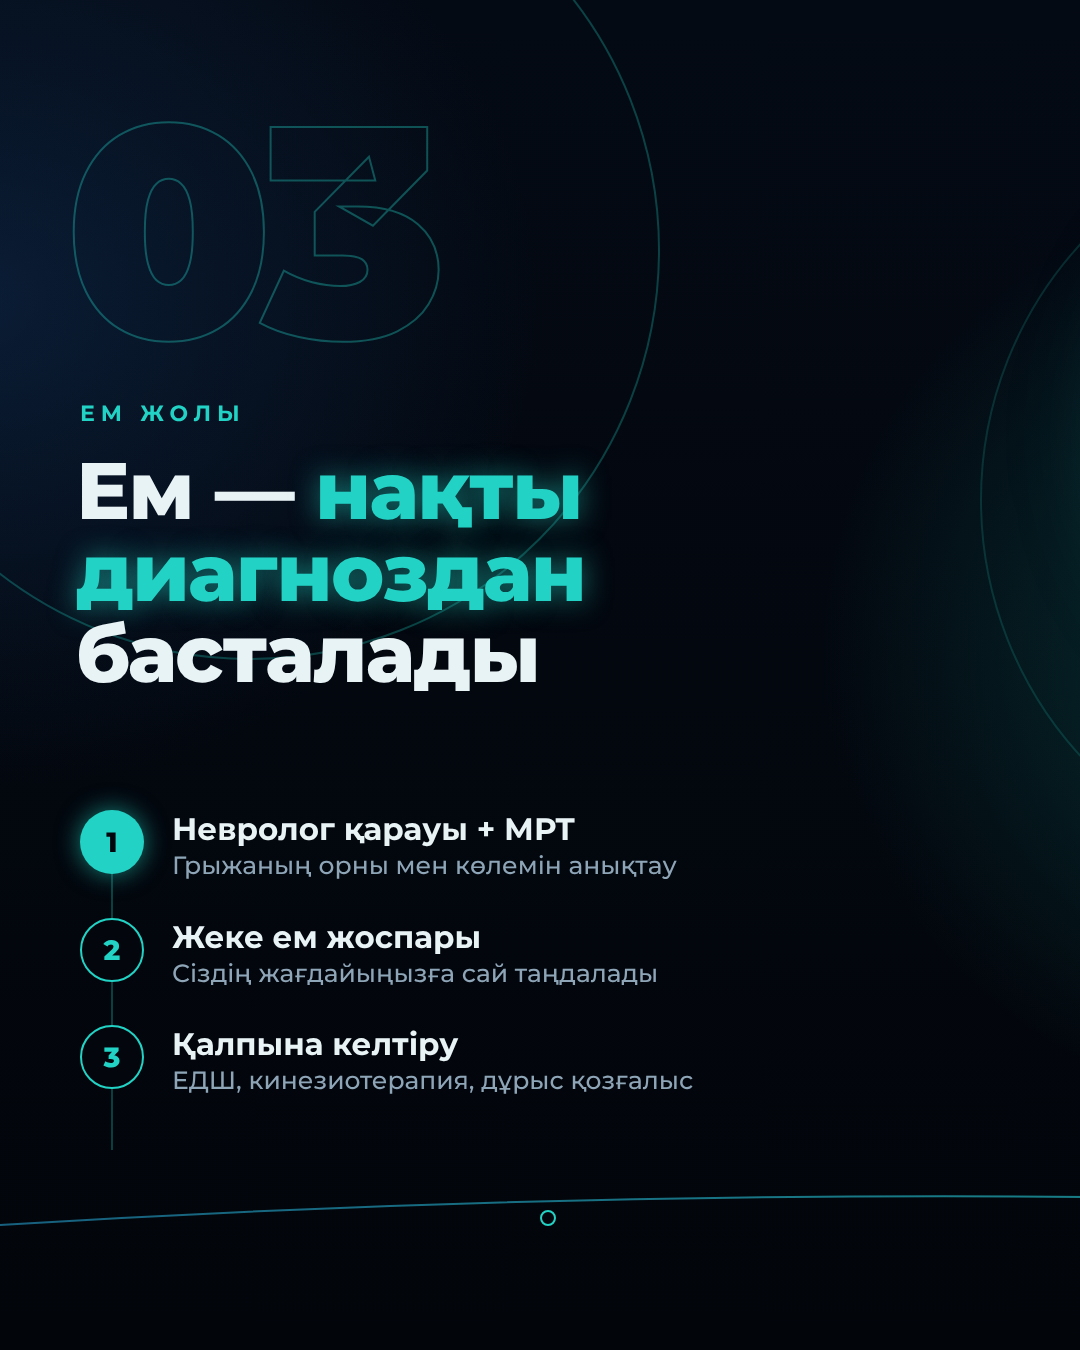 03
ЕМ ЖОЛЫ
Ем — нақты
диагноздан
басталады
1
Невролог қарауы + МРТ
Грыжаның орны мен көлемін анықтау
2
Жеке ем жоспары
Сіздің жағдайыңызға сай таңдалады
3
Қалпына келтіру
ЕДШ, кинезиотерапия, дұрыс қозғалыс